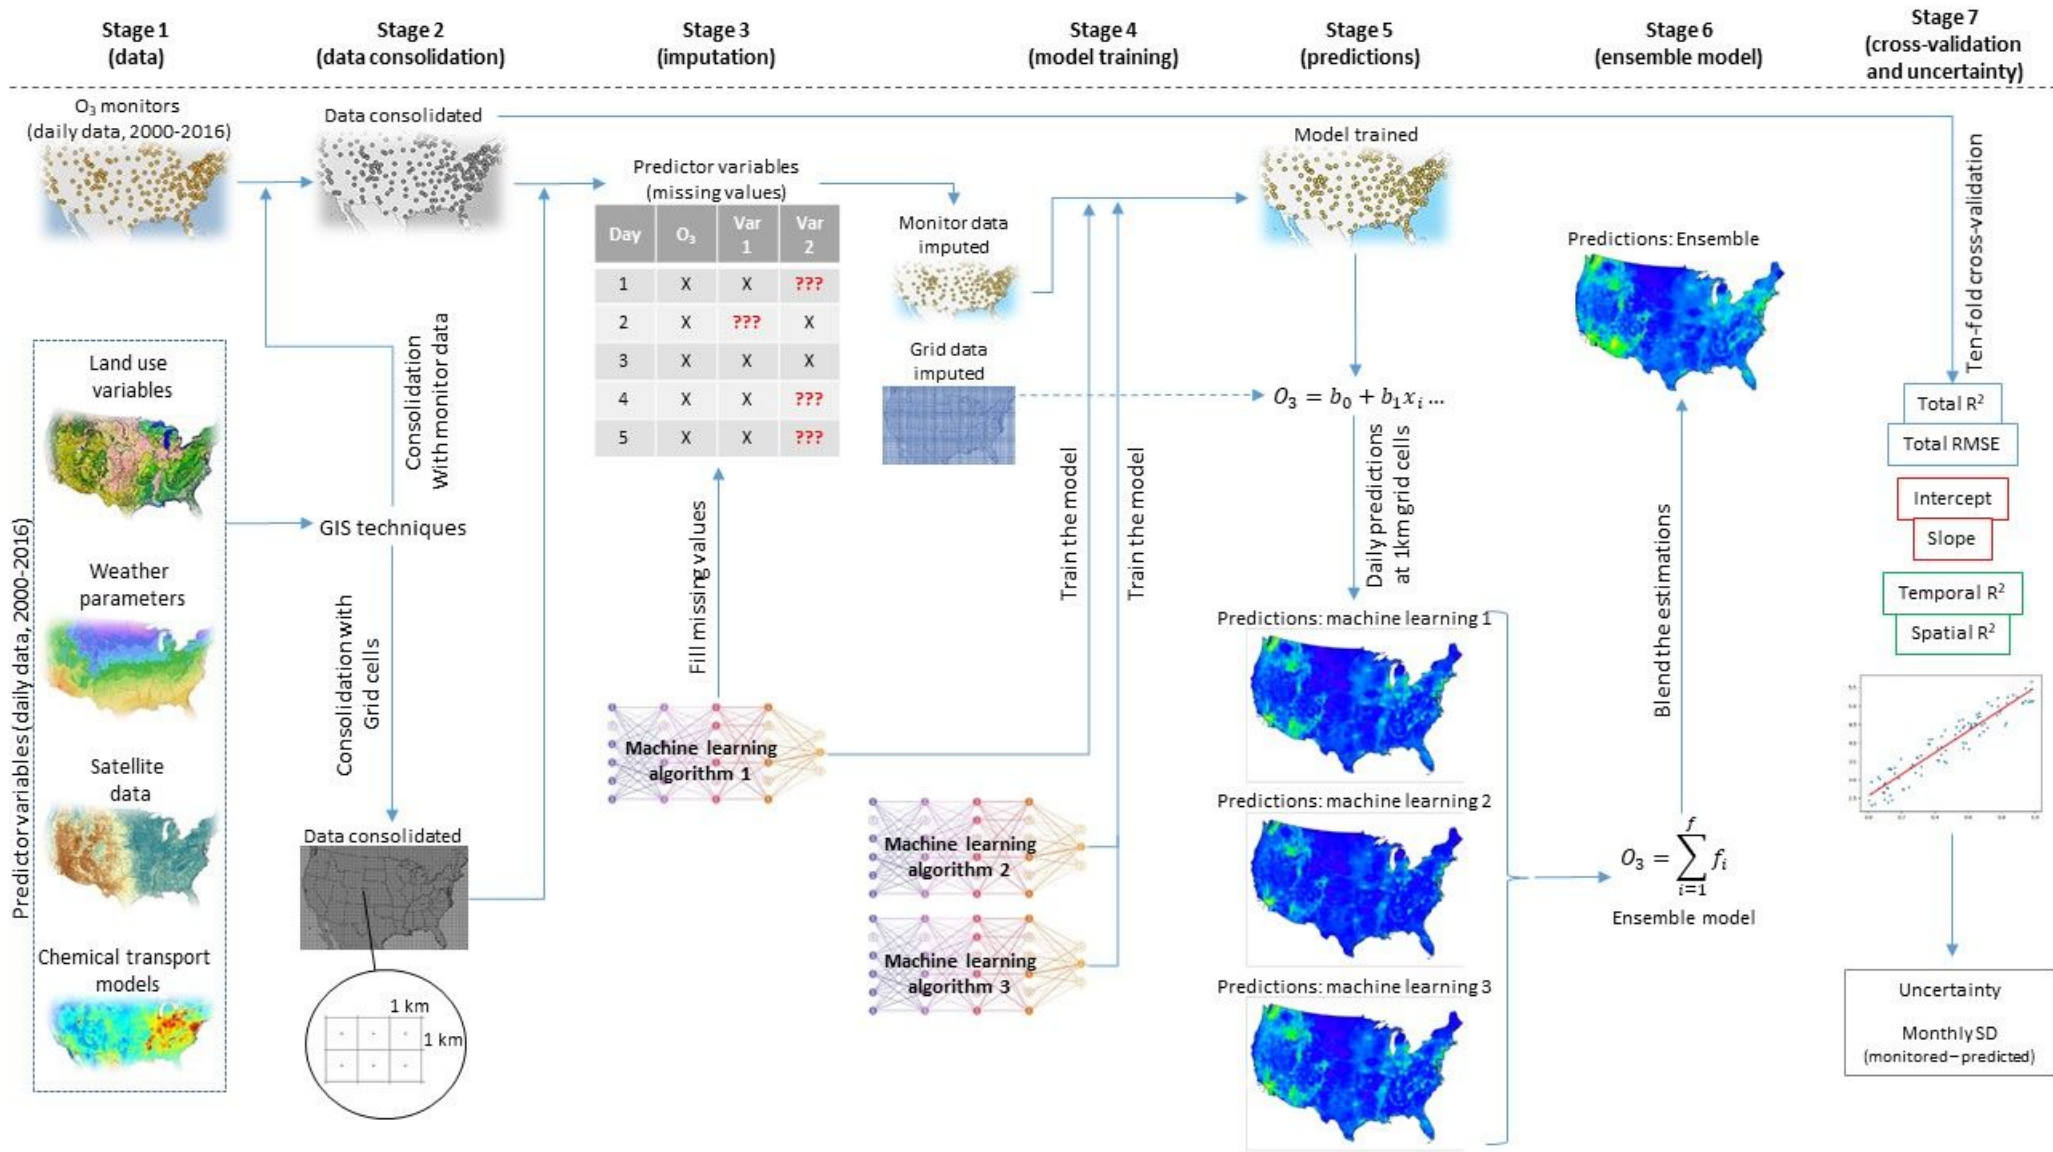 Stage 1
(data)
Stage 2
(data consolidation)
Stage 3
(imputation)
Stage 4
(model training)
Stage 5
(predictions)
Stage 6
(ensemble model)
Stage 7
(cross-validation
and uncertainty)
O₃ monitors
(daily data, 2000-2016)
Predictor variables (daily data, 2000-2016)
Land use
variables
Weather
parameters
Satellite
data
Chemical transport
models
Data consolidated
Consolidation
With monitor data
GIS techniques
Consolidation with
Grid cells
Data consolidated
1 km
1 km
Predictor variables
(missing values)
Day O₃ Var 1 Var 2
1 X X ???
2 X ??? X
3 X X X
4 X X ???
5 X X ???
Fill missing values
Machine learning
algorithm 1
Monitor data
imputed
Grid data
imputed
Machine learning
algorithm 2
Machine learning
algorithm 3
Train the model
Train the model
Model trained
O₃ = b₀ + b₁xᵢ ...
Daily predictions
at 1km grid cells
Predictions: machine learning 1
Predictions: machine learning 2
Predictions: machine learning 3
Predictions: Ensemble
Blend the estimations
O₃ = ∑ fᵢ
f
i=1
Ensemble model
Ten-fold cross-validation
Total R²
Total RMSE
Intercept
Slope
Temporal R²
Spatial R²
Uncertainty
Monthly SD
(monitored – predicted)